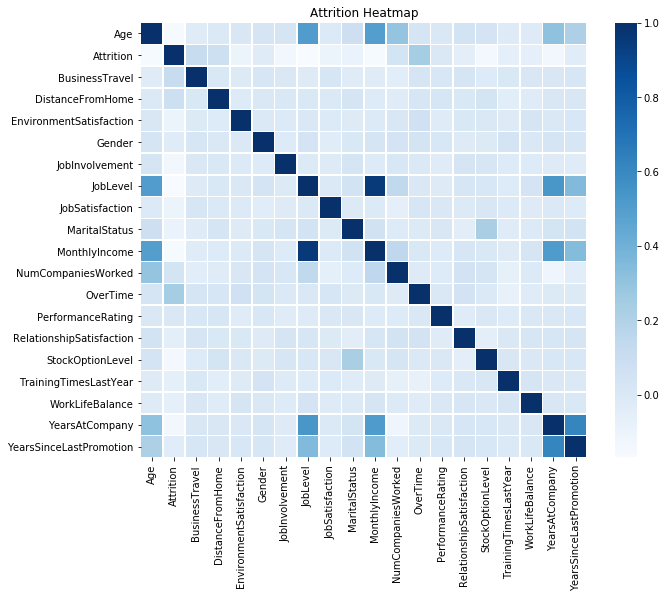 Attrition Heatmap
Age
Attrition
BusinessTravel
DistanceFromHome
EnvironmentSatisfaction
Gender
JobInvolvement
JobLevel
JobSatisfaction
MaritalStatus
MonthlyIncome
NumCompaniesWorked
OverTime
PerformanceRating
RelationshipSatisfaction
StockOptionLevel
TrainingTimesLastYear
WorkLifeBalance
YearsAtCompany
YearsSinceLastPromotion
Age
Attrition
BusinessTravel
DistanceFromHome
EnvironmentSatisfaction
Gender
JobInvolvement
JobLevel
JobSatisfaction
MaritalStatus
MonthlyIncome
NumCompaniesWorked
OverTime
PerformanceRating
RelationshipSatisfaction
StockOptionLevel
TrainingTimesLastYear
WorkLifeBalance
YearsAtCompany
YearsSinceLastPromotion
1.0
0.8
0.6
0.4
0.2
0.0